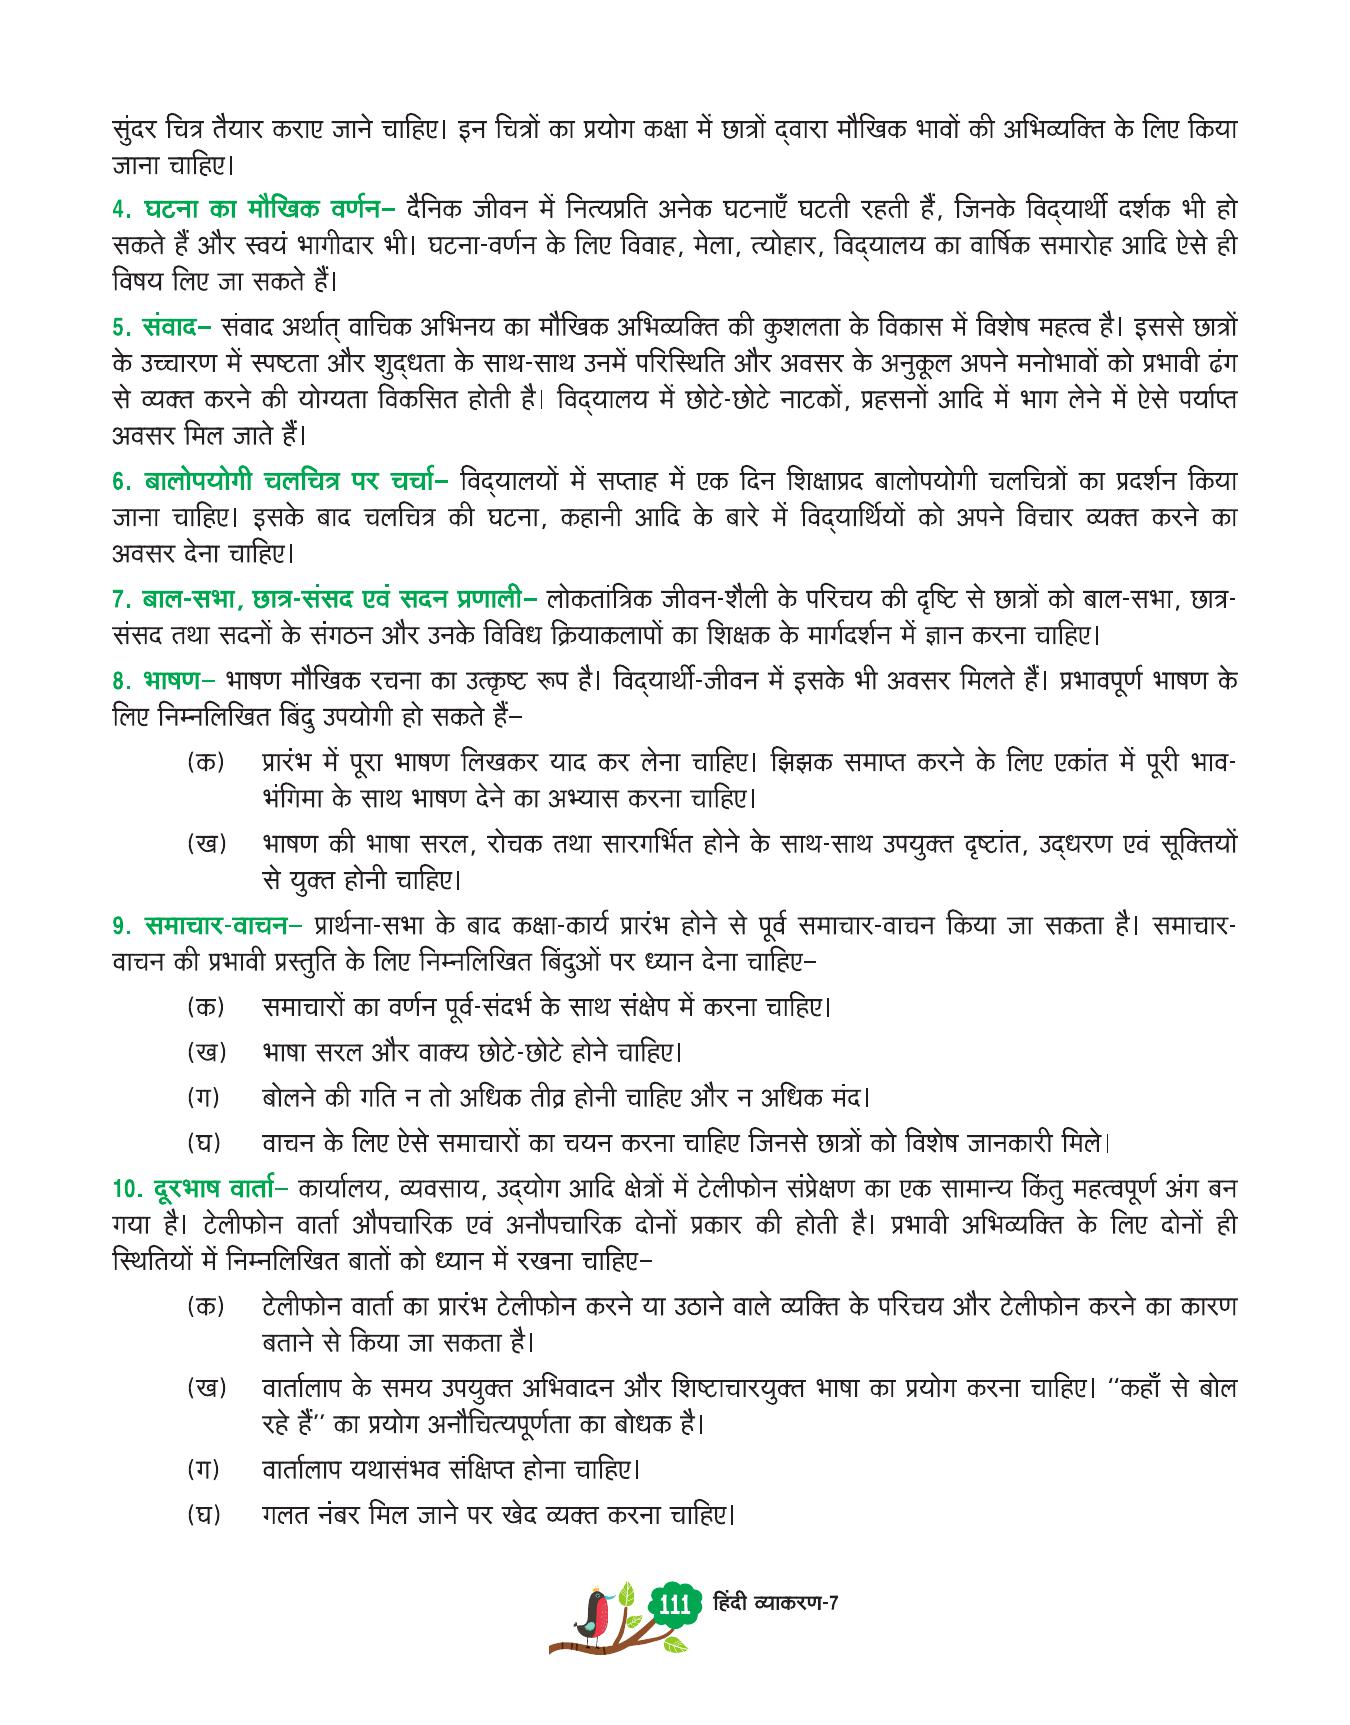 सुंदर चित्र तैयार कराए जाने चाहिए। इन चित्रों का प्रयोग कक्षा में छात्रों द्‌वारा मौखिक भावों की अभिव्यक्ति के लिए किया
जाना चाहिए।
4. घटना का मौखिक वर्णन– दैनिक जीवन में नित्यप्रति अनेक घटनाएँ घटती रहती हैं, जिनके विद्‌यार्थी दर्शक भी हो
सकते हैं और स्वयं भागीदार भी। घटना-वर्णन के लिए विवाह, मेला, त्योहार, विद्‌यालय का वार्षिक समारोह आदि ऐसे ही
विषय लिए जा सकते हैं।
5. संवाद– संवाद अर्थात् वाचिक अभिनय का मौखिक अभिव्यक्ति की कुशलता के विकास में विशेष महत्व है। इससे छात्रों
के उच्चारण में स्पष्टता और शुद्‌धता के साथ-साथ उनमें परिस्थिति और अवसर के अनुकूल अपने मनोभावों को प्रभावी ढंग
से व्यक्त करने की योग्यता विकसित होती है। विद्‌यालय में छोटे-छोटे नाटकों, प्रहसनों आदि में भाग लेने में ऐसे पर्याप्त
अवसर मिल जाते हैं।
6. बालोपयोगी चलचित्र पर चर्चा– विद्‌यालयों में सप्ताह में एक दिन शिक्षाप्रद बालोपयोगी चलचित्रों का प्रदर्शन किया
जाना चाहिए। इसके बाद चलचित्र की घटना, कहानी आदि के बारे में विद्‌यार्थियों को अपने विचार व्यक्त करने का
अवसर देना चाहिए।
7. बाल-सभा, छात्र-संसद एवं सदन प्रणाली– लोकतांत्रिक जीवन-शैली के परिचय की दृष्टि से छात्रों को बाल-सभा, छात्र-
संसद तथा सदनों के संगठन और उनके विविध क्रियाकलापों का शिक्षक के मार्गदर्शन में ज्ञान करना चाहिए।
8. भाषण– भाषण मौखिक रचना का उत्कृष्ट रूप है। विद्‌यार्थी-जीवन में इसके भी अवसर मिलते हैं। प्रभावपूर्ण भाषण के
लिए निम्नलिखित बिंदु उपयोगी हो सकते हैं–
(क) प्रारंभ में पूरा भाषण लिखकर याद कर लेना चाहिए। झिझक समाप्त करने के लिए एकांत में पूरी भाव-
भंगिमा के साथ भाषण देने का अभ्यास करना चाहिए।
(ख) भाषण की भाषा सरल, रोचक तथा सारगर्भित होने के साथ-साथ उपयुक्त दृष्टांत, उद्‌धरण एवं सूक्तियों
से युक्त होनी चाहिए।
9. समाचार-वाचन– प्रार्थना-सभा के बाद कक्षा-कार्य प्रारंभ होने से पूर्व समाचार-वाचन किया जा सकता है। समाचार-
वाचन की प्रभावी प्रस्तुति के लिए निम्नलिखित बिंदुओं पर ध्यान देना चाहिए–
(क) समाचारों का वर्णन पूर्व-संदर्भ के साथ संक्षेप में करना चाहिए।
(ख) भाषा सरल और वाक्य छोटे-छोटे होने चाहिए।
(ग) बोलने की गति न तो अधिक तीव्र होनी चाहिए और न अधिक मंद।
(घ) वाचन के लिए ऐसे समाचारों का चयन करना चाहिए जिनसे छात्रों को विशेष जानकारी मिले।
10. दूरभाष वार्ता– कार्यालय, व्यवसाय, उद्‌योग आदि क्षेत्रों में टेलीफोन संप्रेक्षण का एक सामान्य किंतु महत्वपूर्ण अंग बन
गया है। टेलीफोन वार्ता औपचारिक एवं अनौपचारिक दोनों प्रकार की होती है। प्रभावी अभिव्यक्ति के लिए दोनों ही
स्थितियों में निम्नलिखित बातों को ध्यान में रखना चाहिए–
(क) टेलीफोन वार्ता का प्रारंभ टेलीफोन करने या उठाने वाले व्यक्ति के परिचय और टेलीफोन करने का कारण
बताने से किया जा सकता है।
(ख) वार्तालाप के समय उपयुक्त अभिवादन और शिष्टाचारयुक्त भाषा का प्रयोग करना चाहिए। “कहाँ से बोल
रहे हैं” का प्रयोग अनौचित्यपूर्णता का बोधक है।
(ग) वार्तालाप यथासंभव संक्षिप्त होना चाहिए।
(घ) गलत नंबर मिल जाने पर खेद व्यक्त करना चाहिए।
111 हिंदी व्याकरण-7